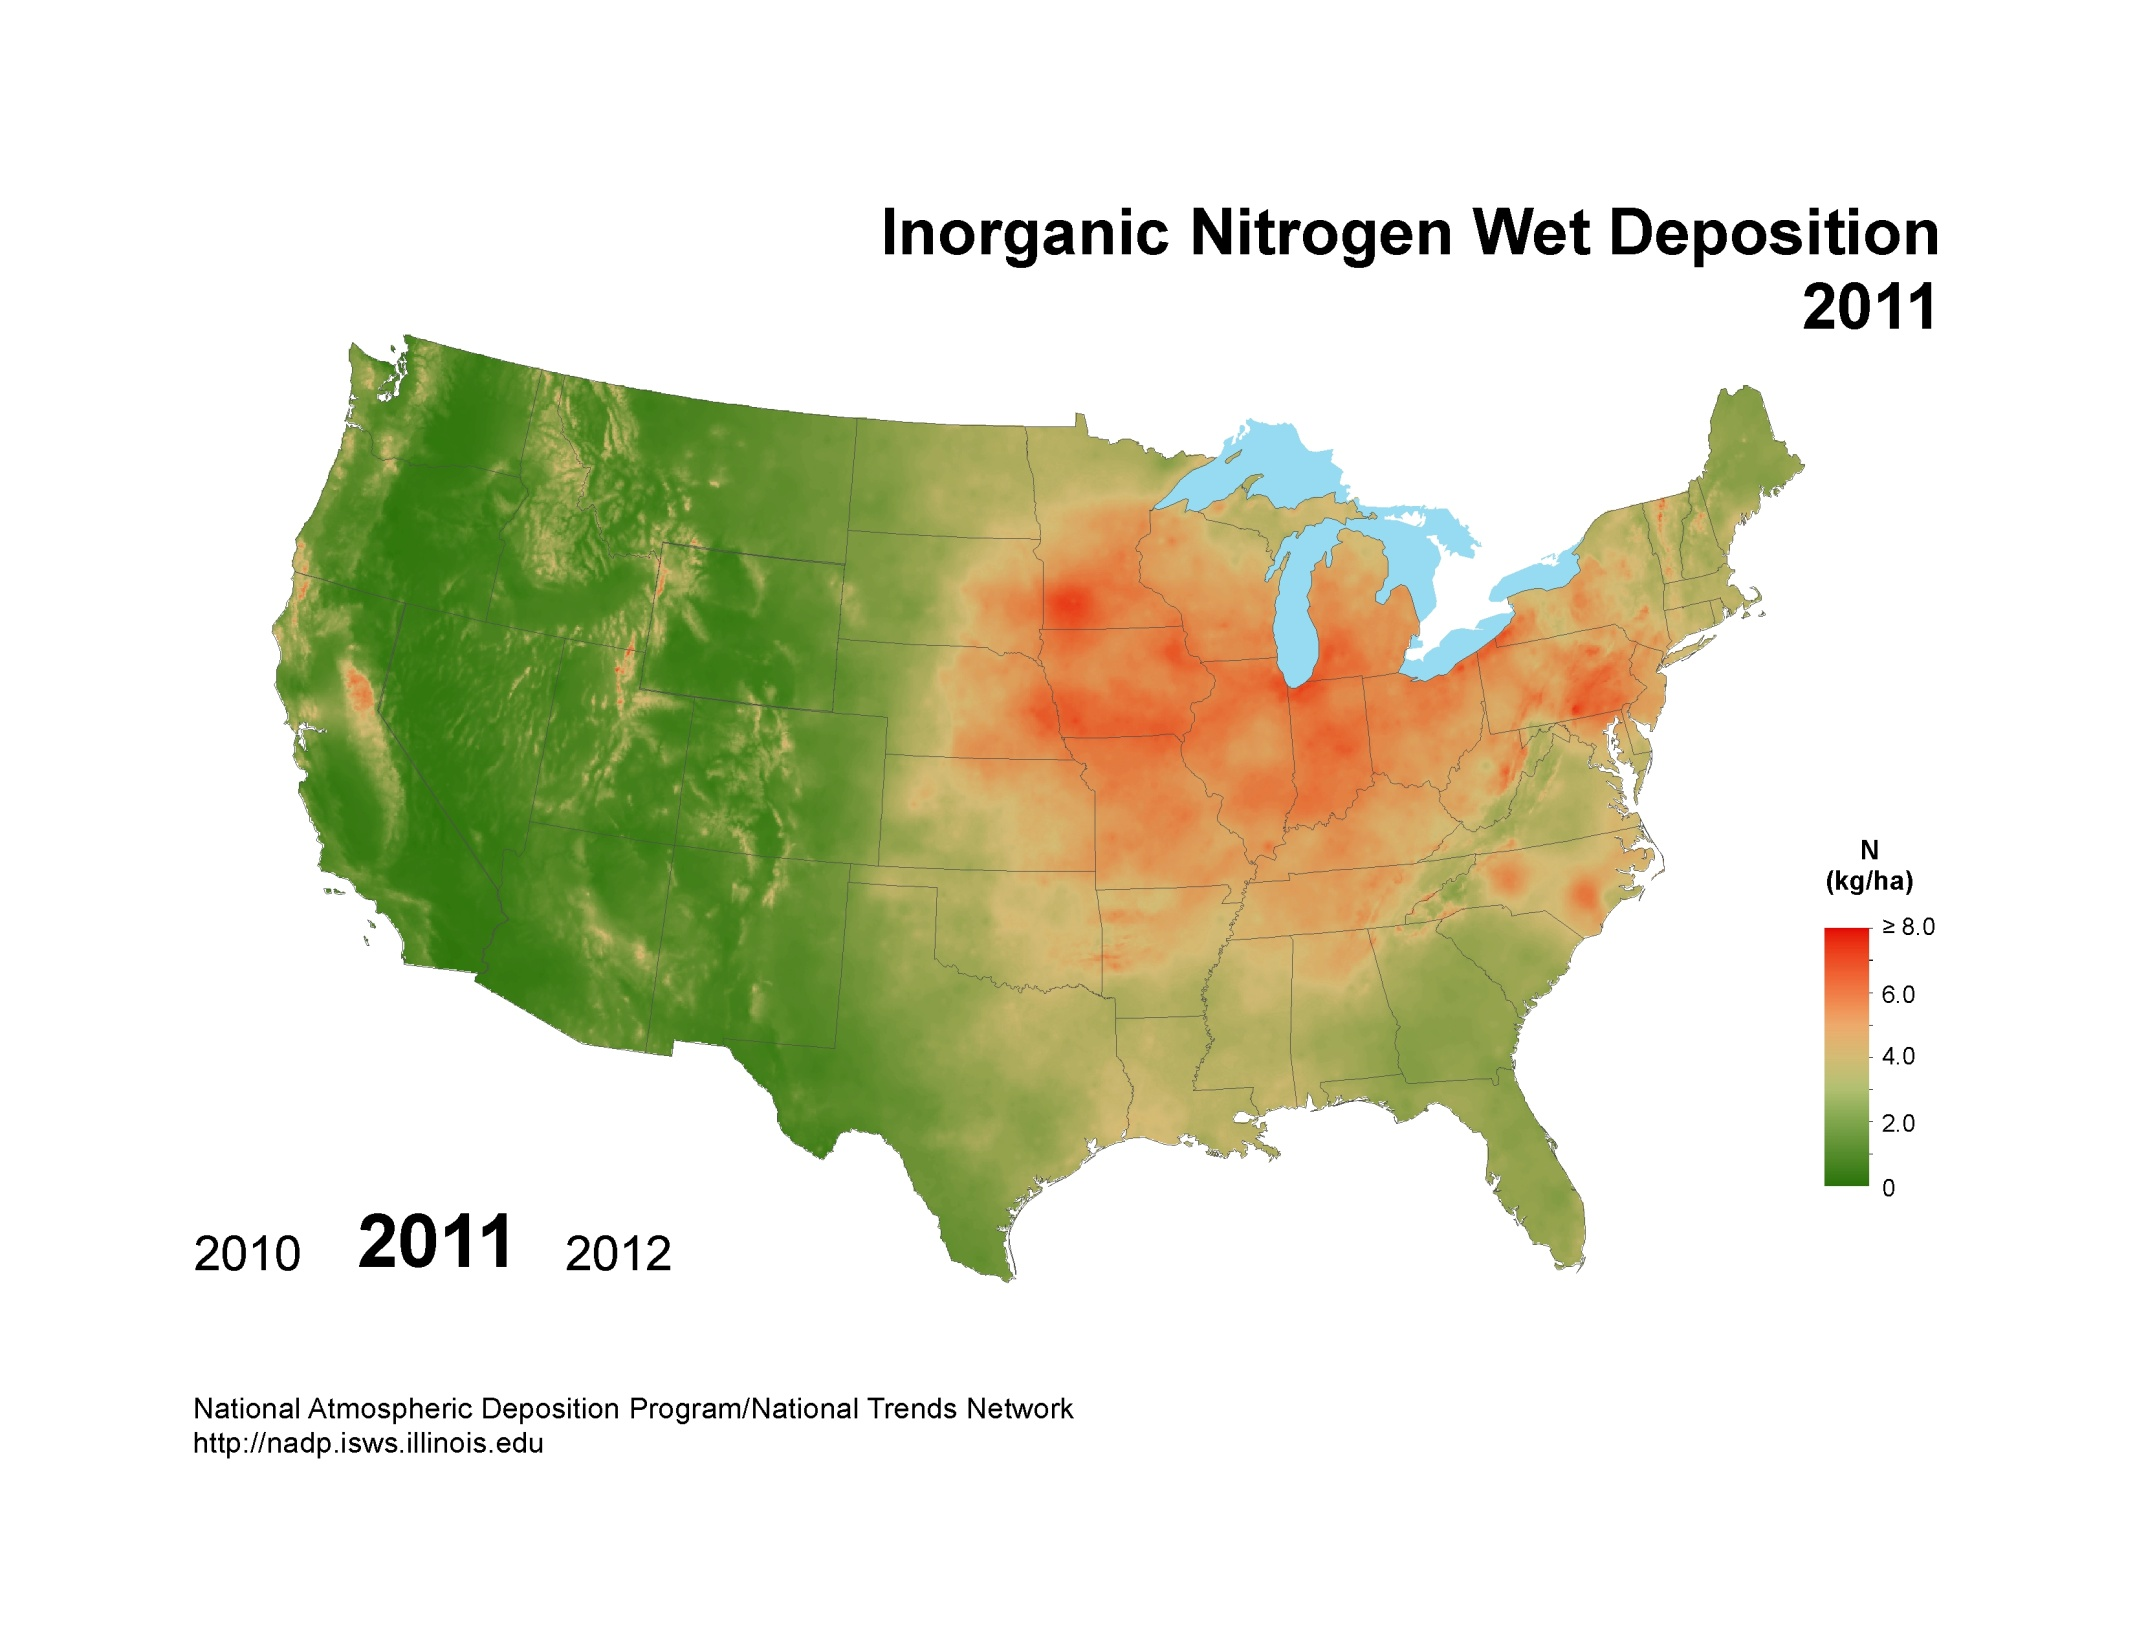 Inorganic Nitrogen Wet Deposition
2011
N
(kg/ha)
≥ 8.0
6.0
4.0
2.0
0
2010 2011 2012
National Atmospheric Deposition Program/National Trends Network
http://nadp.isws.illinois.edu